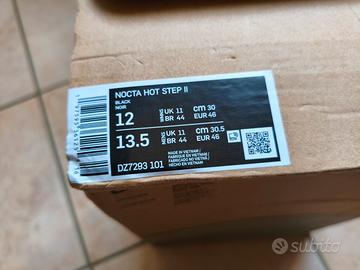 NOCTA HOT STEP II
BLACK
NOIR
12 UK 11 cm 30
BR 44 EUR 46
13.5 UK 11 cm 30.5
BR 44 EUR 46
DZ7293 101
MADE IN VIETNAM
FABRIQUÉ AU VIETNAM
FABRICADO NO VIETNÃ
HECHO EN VIETNAM
subito